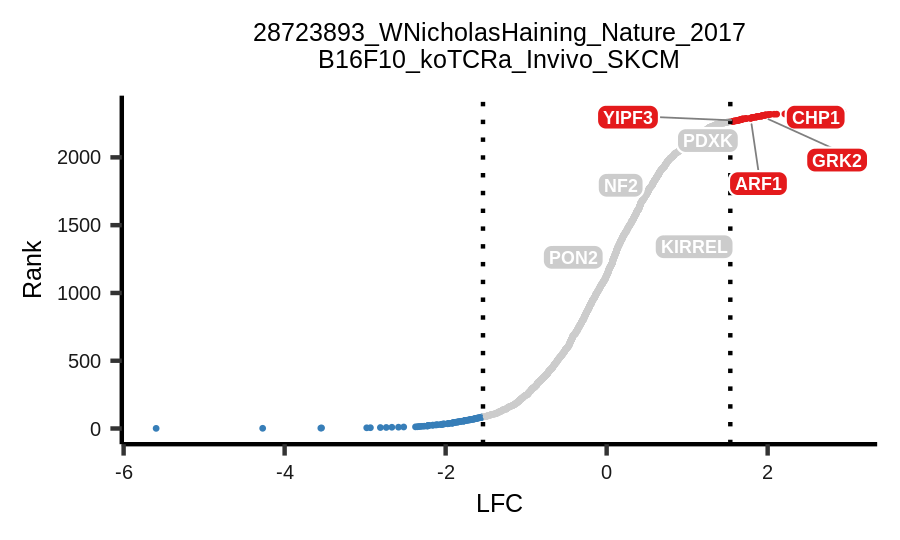 28723893_WNicholasHaining_Nature_2017
B16F10_koTCRa_Invivo_SKCM
YIPF3
CHP1
PDXK
GRK2
NF2
ARF1
PON2
KIRREL
Rank
2000
1500
1000
500
0
-6
-4
-2
0
2
LFC